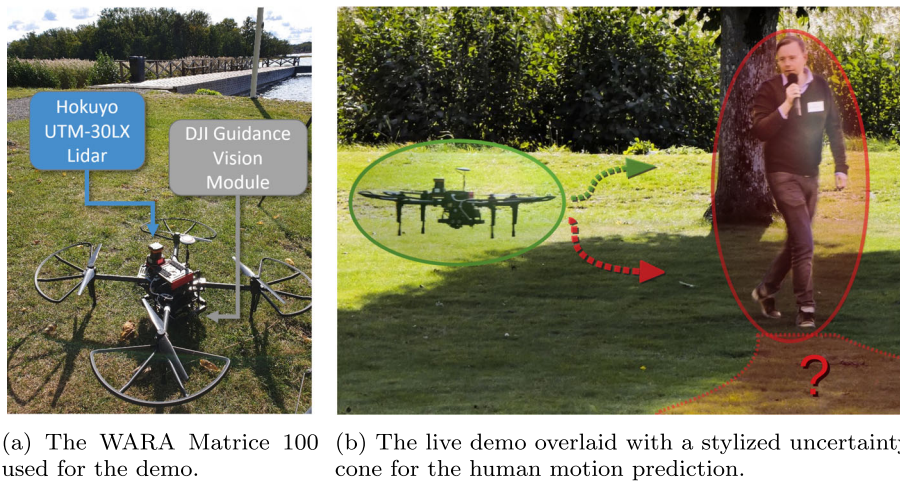 Hokuyo
UTM-30LX
Lidar
DJI Guidance
Vision
Module
?
(a) The WARA Matrice 100
used for the demo.
(b) The live demo overlaid with a stylized uncertainty
cone for the human motion prediction.